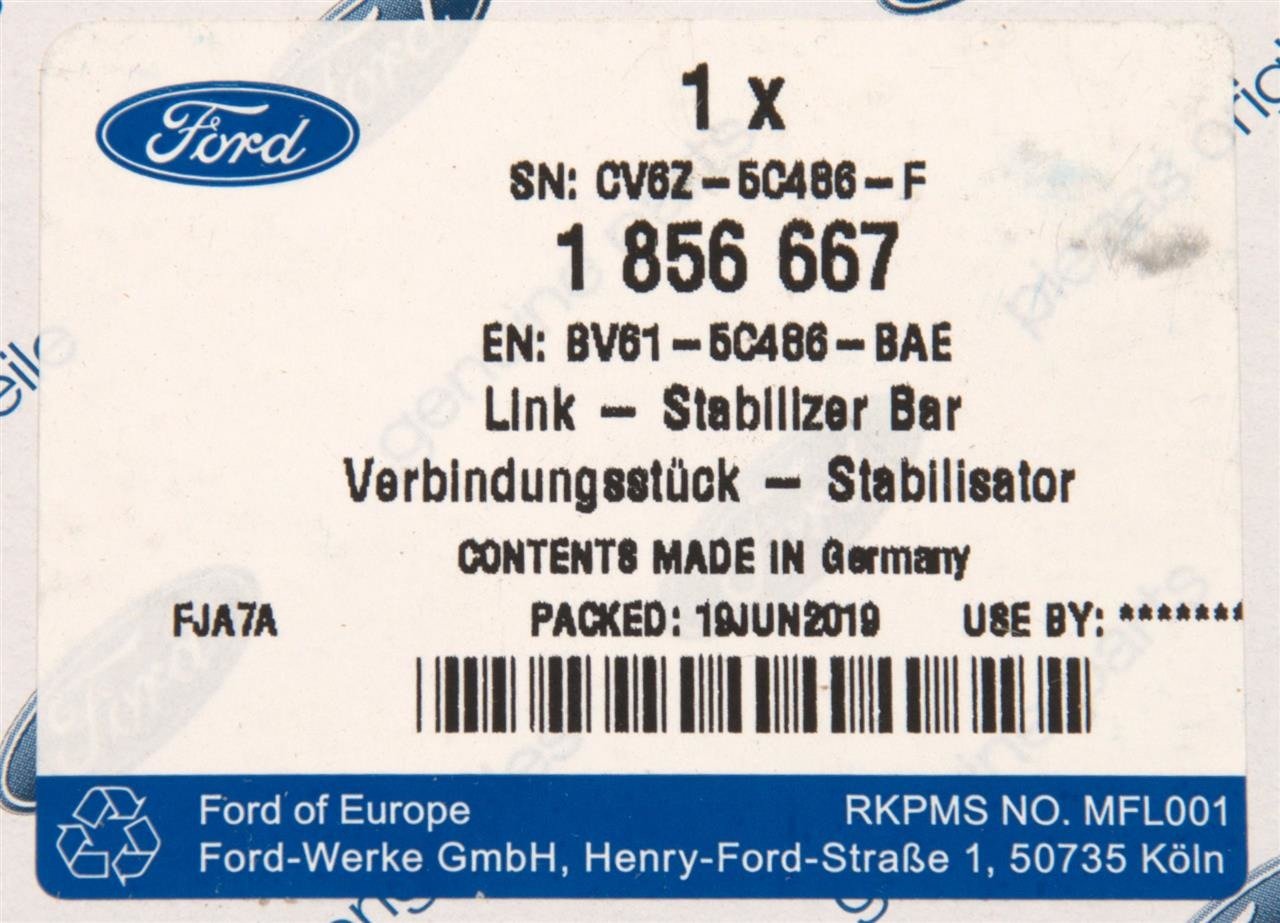 Ford
1 x
SN: CV6Z-5C486-F
1 856 667
EN: BV61-5C486-BAE
Link - Stabilizer Bar
Verbindungsstück - Stabilisator
CONTENTS MADE IN Germany
FJA7A PACKED: 19JUN2019 USE BY: *******
Ford of Europe RKPMS NO. MFL001
Ford-Werke GmbH, Henry-Ford-Straße 1, 50735 Köln